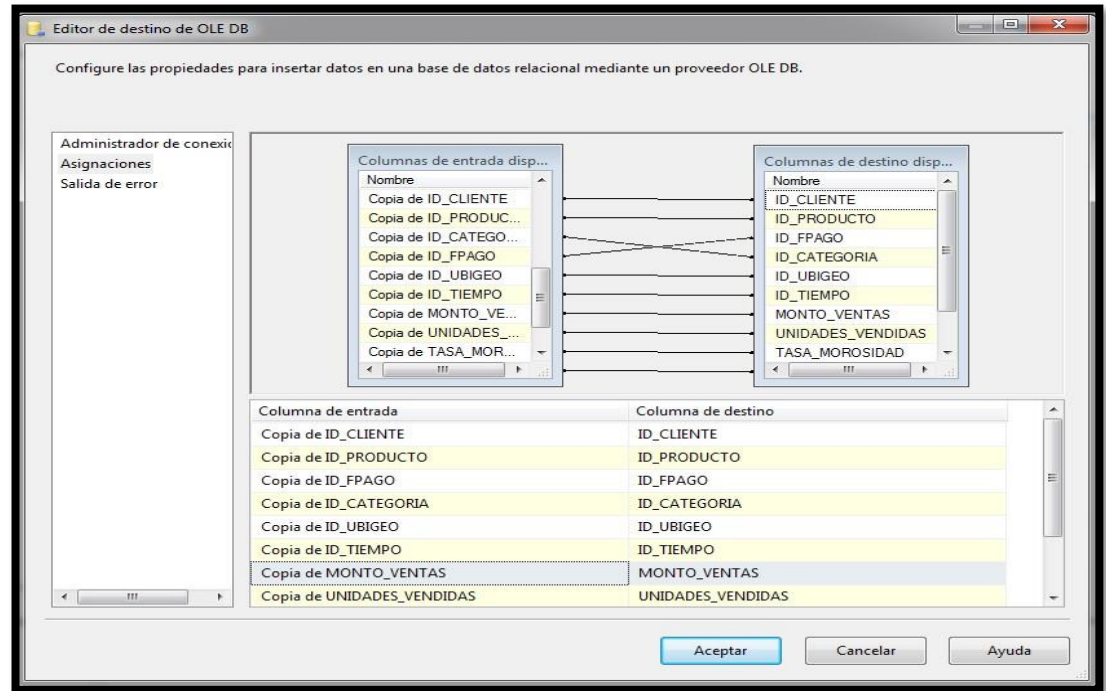 Editor de destino de OLE DB
Configure las propiedades para insertar datos en una base de datos relacional mediante un proveedor OLE DB.
Administrador de conexi
Asignaciones
Salida de error
Columnas de entrada disp...
Nombre
Copia de ID_CLIENTE
Copia de ID_PRODUC...
Copia de ID_CATEGO...
Copia de ID_FPAGO
Copia de ID_UBIGEO
Copia de ID_TIEMPO
Copia de MONTO_VE...
Copia de UNIDADES_...
Copia de TASA_MOR...
Columnas de destino disp...
Nombre
ID_CLIENTE
ID_PRODUCTO
ID_FPAGO
ID_CATEGORIA
ID_UBIGEO
ID_TIEMPO
MONTO_VENTAS
UNIDADES_VENDIDAS
TASA_MOROSIDAD
Columna de entrada Columna de destino
Copia de ID_CLIENTE ID_CLIENTE
Copia de ID_PRODUCTO ID_PRODUCTO
Copia de ID_FPAGO ID_FPAGO
Copia de ID_CATEGORIA ID_CATEGORIA
Copia de ID_UBIGEO ID_UBIGEO
Copia de ID_TIEMPO ID_TIEMPO
Copia de MONTO_VENTAS MONTO_VENTAS
Copia de UNIDADES_VENDIDAS UNIDADES_VENDIDAS
Aceptar Cancelar Ayuda